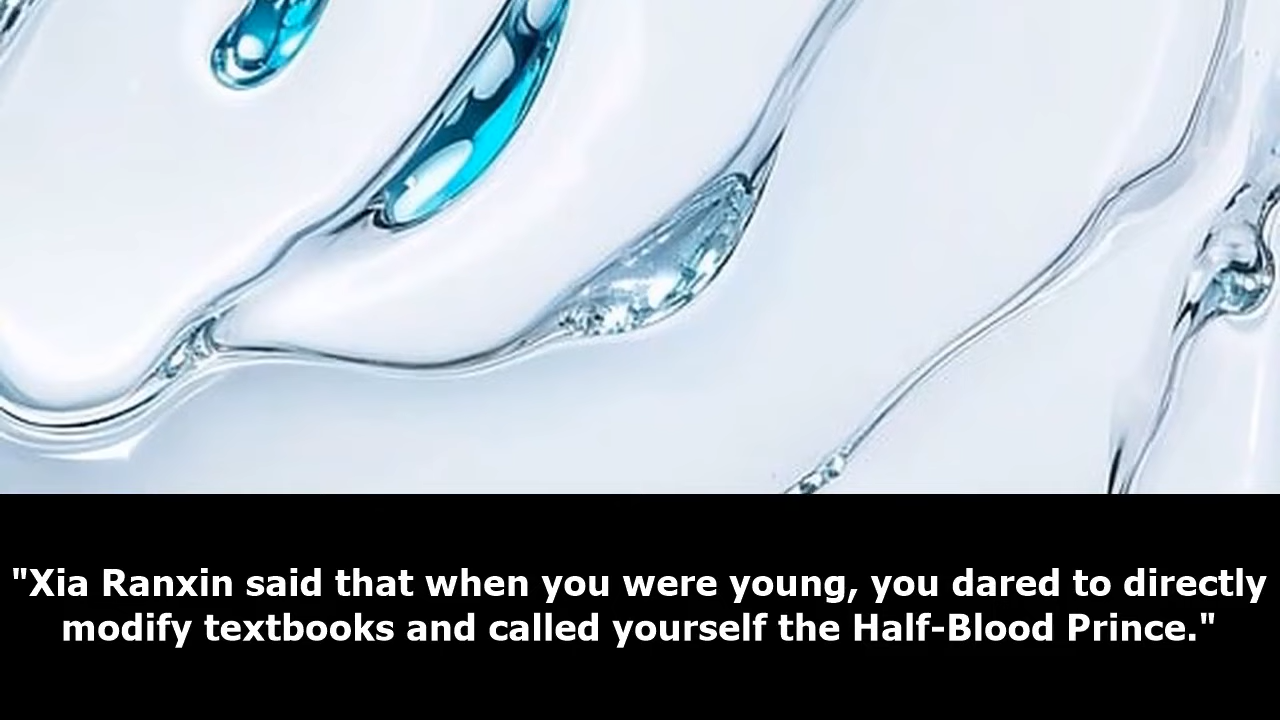 "Xia Ranxin said that when you were young, you dared to directly
modify textbooks and called yourself the Half-Blood Prince."